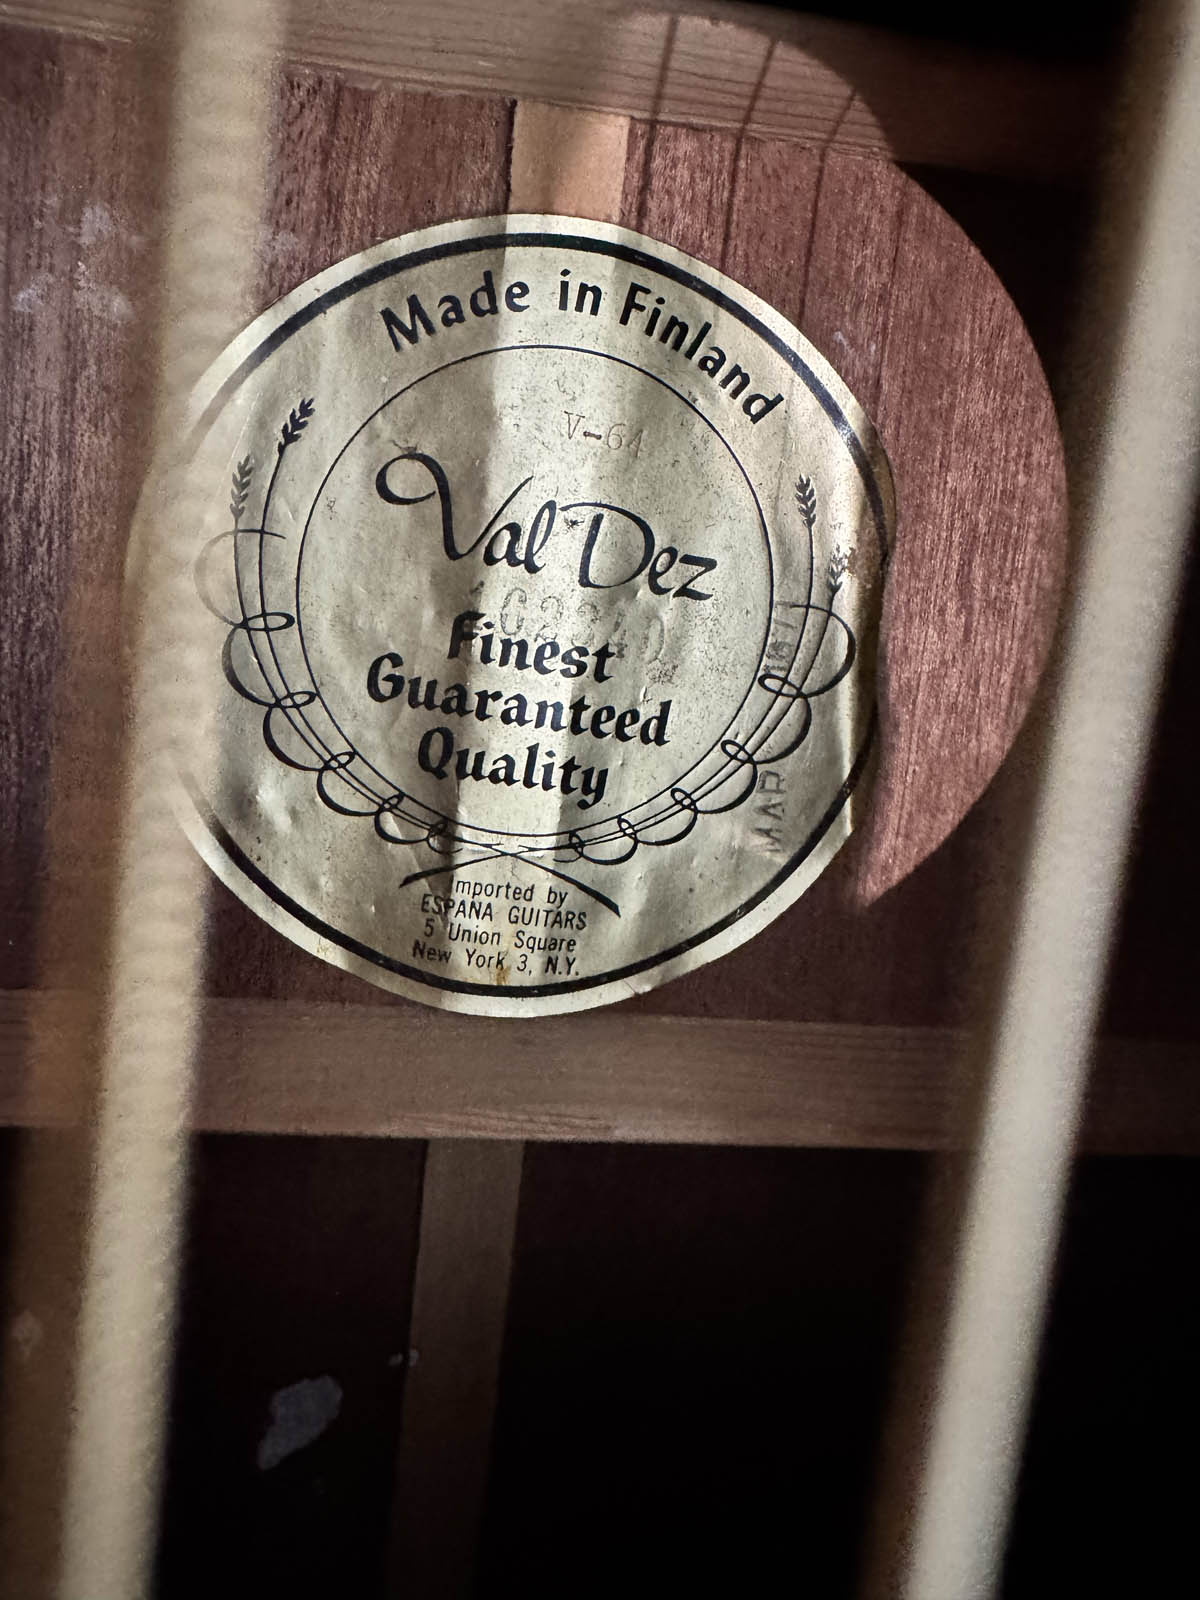 Made in Finland
V-64
Val Dez
Finest
Guaranteed
Quality
MAR
Imported by
ESPANA GUITARS
5 Union Square
New York 3, N.Y.